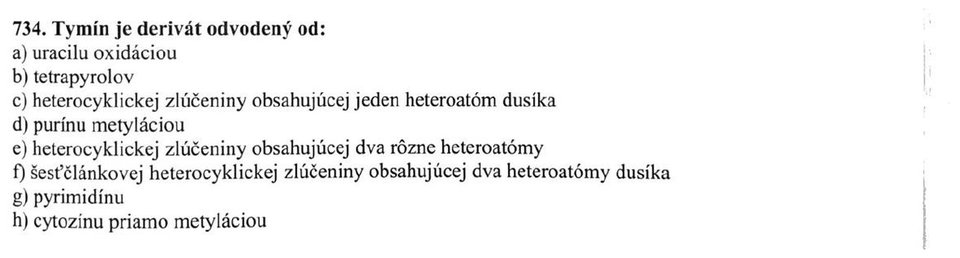 734. Tymín je derivát odvodený od:
a) uracilu oxidáciou
b) tetrapyrolov
c) heterocyklickej zlúčeniny obsahujúcej jeden heteroatóm dusíka
d) purínu metyláciou
e) heterocyklickej zlúčeniny obsahujúcej dva rôzne heteroatómy
f) šesťčlánkovej heterocyklickej zlúčeniny obsahujúcej dva heteroatómy dusíka
g) pyrimidínu
h) cytozínu priamo metyláciou